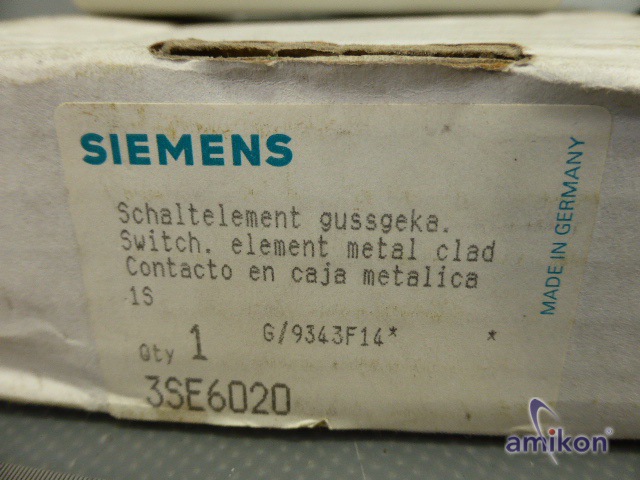 SIEMENS
Schaltelement gussgeka.
Switch. element metal clad
Contacto en caja metalica
1S
Qty 1 G/9343F14* *
3SE6020
MADE IN GERMANY
amikon